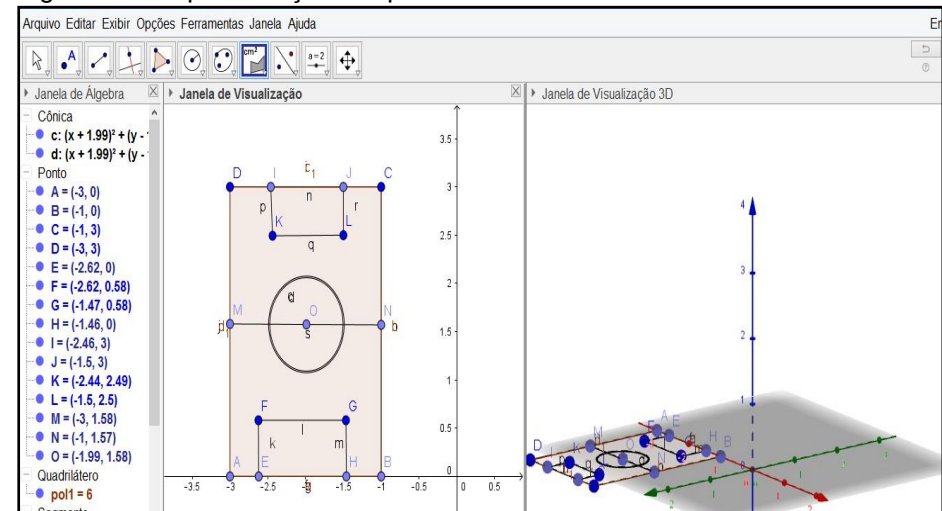 Arquivo Editar Exibir Opções Ferramentas Janela Ajuda
A
cm²
a=2
Janela de Álgebra
Janela de Visualização
Janela de Visualização 3D
Cônica
c: (x + 1.99)² + (y -
d: (x + 1.99)² + (y -
Ponto
A = (-3, 0)
B = (-1, 0)
C = (-1, 3)
D = (-3, 3)
E = (-2.62, 0)
F = (-2.62, 0.58)
G = (-1.47, 0.58)
H = (-1.46, 0)
I = (-2.46, 3)
J = (-1.5, 3)
K = (-2.44, 2.49)
L = (-1.5, 2.5)
M = (-3, 1.58)
N = (-1, 1.57)
O = (-1.99, 1.58)
Quadrilátero
pol1 = 6
3.5
D I J C
n
3
p r
K L
q
2.5
2
d
M O N
s b
1.5
1
F G
l
0.5
k m
A E H B
0
-3.5 -3 -2.5 -2 -1.5 -1 -0.5 0 0.5
4
3
2
1